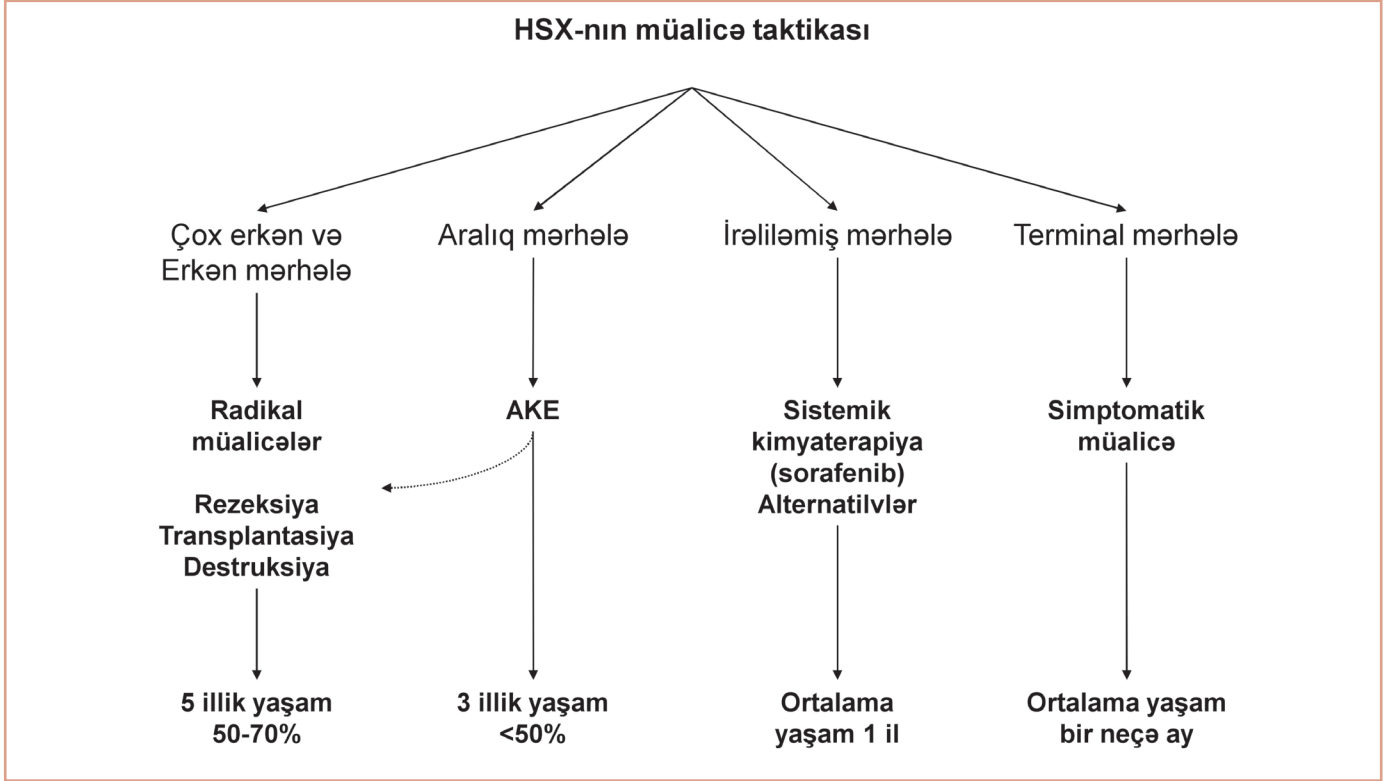 HSX-nın müalicə taktikası
Çox erkən və
Erkən mərhələ
Aralıq mərhələ
İrəliləmiş mərhələ
Terminal mərhələ
Radikal
müalicələr
Rezeksiya
Transplantasiya
Destruksiya
AKE
Sistemik
kimyaterapiya
(sorafenib)
Alternatilvlər
Simptomatik
müalicə
5 illik yaşam
50-70%
3 illik yaşam
<50%
Ortalama
yaşam 1 il
Ortalama yaşam
bir neçə ay